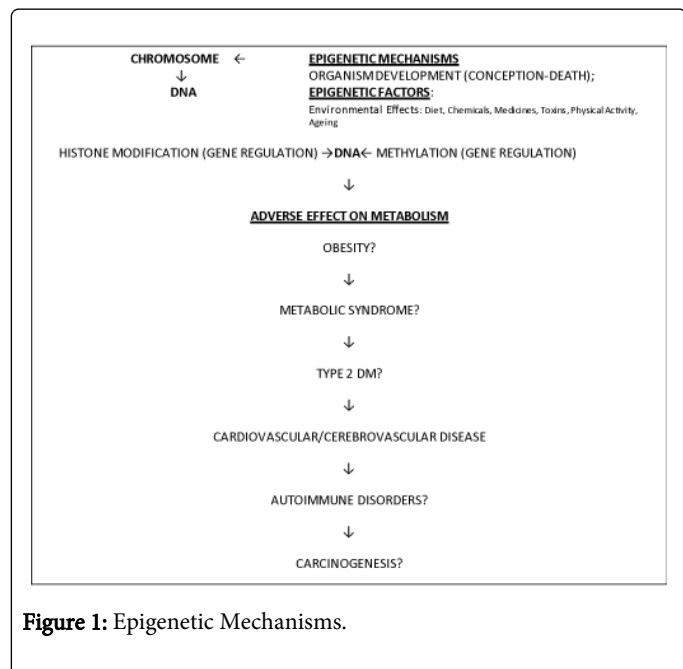 CHROMOSOME ← EPIGENETIC MECHANISMS
↓ ORGANISM DEVELOPMENT (CONCEPTION-DEATH);
DNA EPIGENETIC FACTORS:
Environmental Effects: Diet, Chemicals, Medicines, Toxins, Physical Activity,
Ageing
HISTONE MODIFICATION (GENE REGULATION) →DNA← METHYLATION (GENE REGULATION)
↓
ADVERSE EFFECT ON METABOLISM
OBESITY?
↓
METABOLIC SYNDROME?
↓
TYPE 2 DM?
↓
CARDIOVASCULAR/CEREBROVASCULAR DISEASE
↓
AUTOIMMUNE DISORDERS?
↓
CARCINOGENESIS?
Figure 1: Epigenetic Mechanisms.